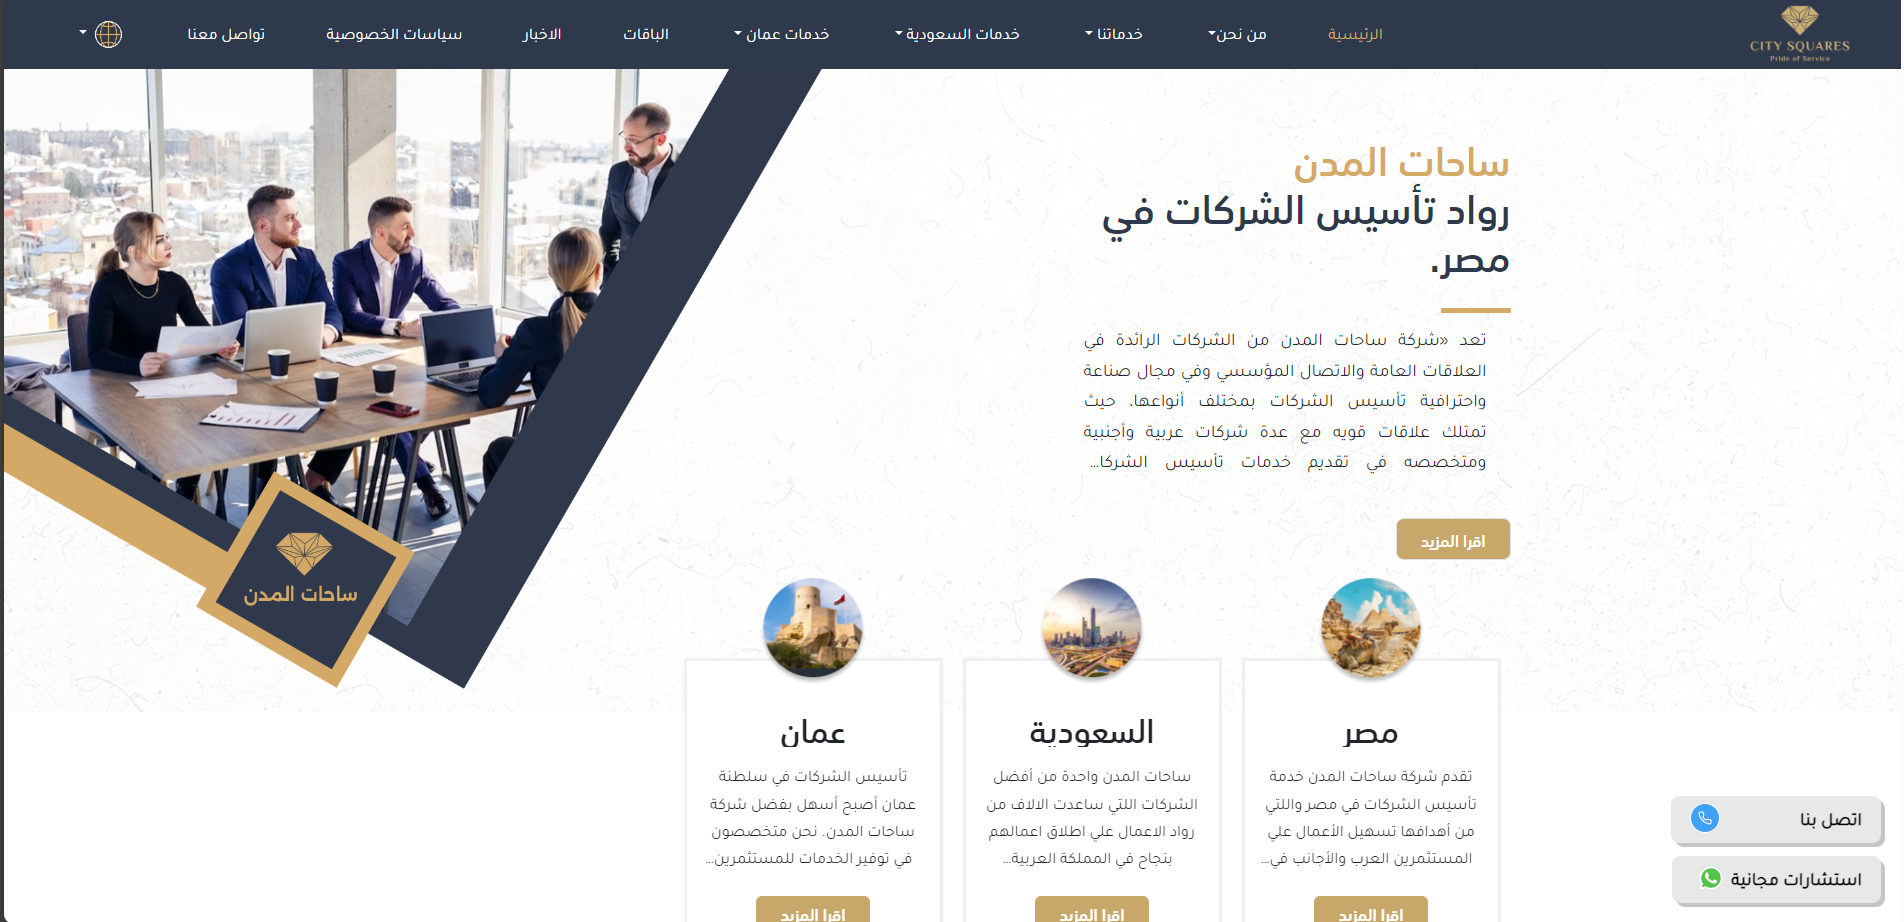 CITY SQUARES
Pride of Service
الرئيسية
من نحن
خدماتنا
خدمات السعودية
خدمات عمان
الباقات
الاخبار
سياسات الخصوصية
تواصل معنا
ساحات المدن
رواد تأسيس الشركات في
مصر.
تعد «شركة ساحات المدن من الشركات الرائدة في
العلاقات العامة والاتصال المؤسسي وفي مجال صناعة
واحترافية تأسيس الشركات بمختلف أنواعها، حيث
تمتلك علاقات قويه مع عدة شركات عربية وأجنبية
ومتخصصه في تقديم خدمات تأسيس الشركا...
اقرا المزيد
ساحات المدن
مصر
تقدم شركة ساحات المدن خدمة
تأسيس الشركات في مصر واللتي
من أهدافها تسهيل الأعمال علي
المستثمرين العرب والأجانب في...
اقرا المزيد
السعودية
ساحات المدن واحدة من أفضل
الشركات اللتي ساعدت الالاف من
رواد الاعمال علي اطلاق اعمالهم
بنجاح في المملكة العربية...
اقرا المزيد
عمان
تأسيس الشركات في سلطنة
عمان أصبح أسهل بفضل شركة
ساحات المدن. نحن متخصصون
في توفير الخدمات للمستثمرين...
اقرا المزيد
اتصل بنا
استشارات مجانية